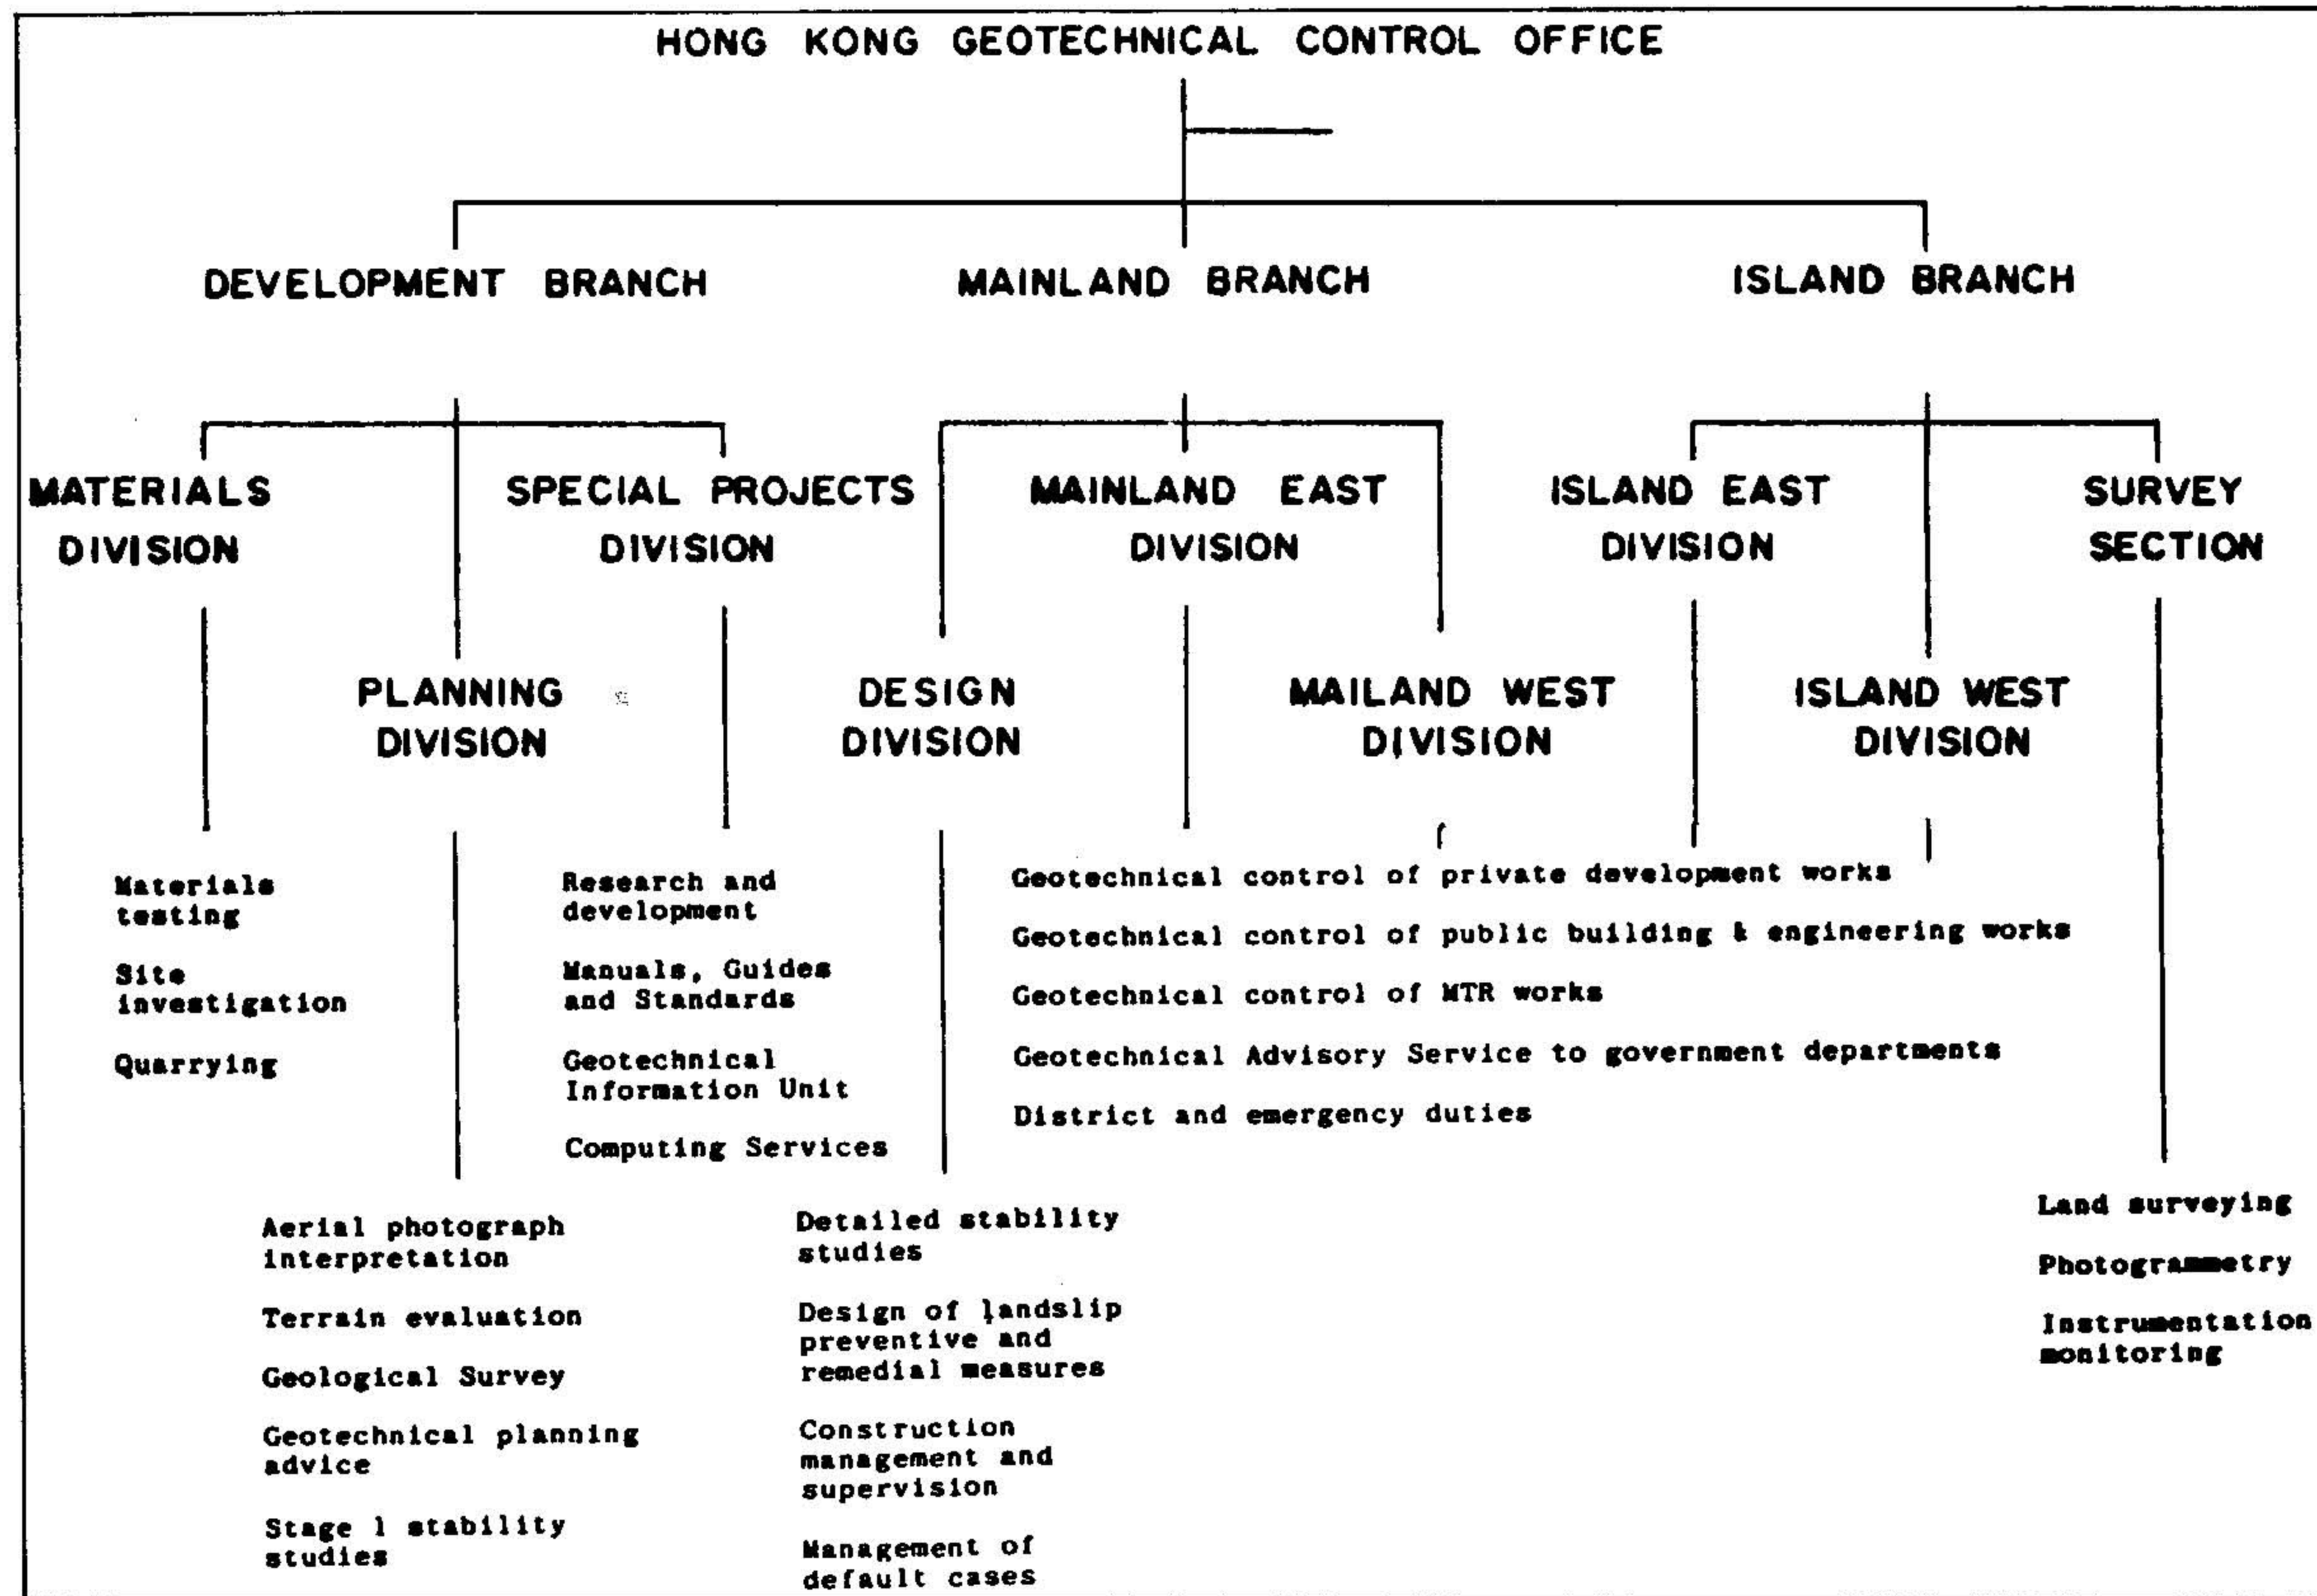 HONG KONG GEOTECHNICAL CONTROL OFFICE
DEVELOPMENT BRANCH
MAINLAND BRANCH
ISLAND BRANCH
MATERIALS
DIVISION
SPECIAL PROJECTS
DIVISION
MAINLAND EAST
DIVISION
ISLAND EAST
DIVISION
SURVEY
SECTION
PLANNING
DIVISION
DESIGN
DIVISION
MAILAND WEST
DIVISION
ISLAND WEST
DIVISION
Materials
testing
Site
investigation
Quarrying
Research and
development
Manuals, Guides
and Standards
Geotechnical
Information Unit
Computing Services
Geotechnical control of private development works
Geotechnical control of public building & engineering works
Geotechnical control of MTR works
Geotechnical Advisory Service to government departments
District and emergency duties
Aerial photograph
interpretation
Terrain evaluation
Geological Survey
Geotechnical planning
advice
Stage 1 stability
studies
Detailed stability
studies
Design of landslip
preventive and
remedial measures
Construction
management and
supervision
Management of
default cases
Land surveying
Photogrammetry
Instrumentation
monitoring